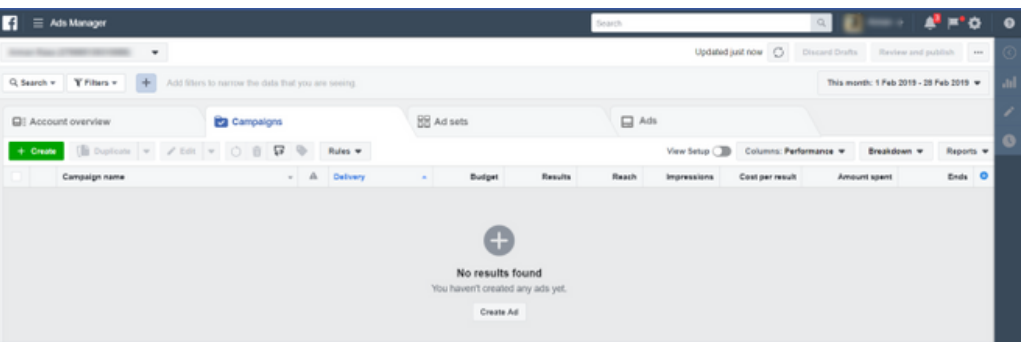 f Ads Manager Search 3
Updated just now Discard Drafts Review and publish ...
Search Filters + Add filters to narrow the data that you are seeing. This month: 1 Feb 2019 - 28 Feb 2019
Account overview Campaigns Ad sets Ads
+ Create Duplicate Edit Rules View Setup Columns: Performance Breakdown Reports
Campaign name Delivery Budget Results Reach Impressions Cost per result Amount spent Ends
No results found
You haven't created any ads yet.
Create Ad